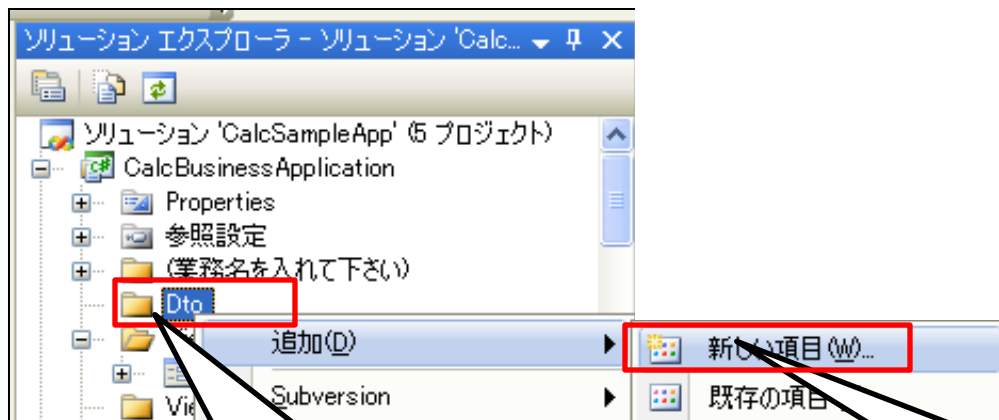 ソリューション エクスプローラ - ソリューション 'Calc...
ソリューション 'CalcSampleApp' (5 プロジェクト)
CalcBusinessApplication
Properties
参照設定
(業務名を入れて下さい)
Dto
追加(D)
新しい項目(W)...
Subversion
既存の項目